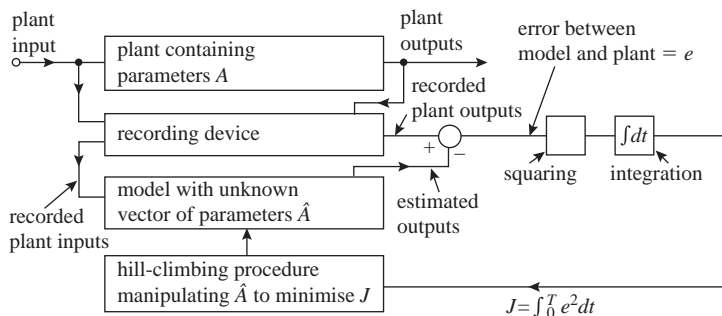 plant
input
plant containing
parameters A
plant
outputs
error between
model and plant = e
recorded
plant outputs
recording device
+
−
∫dt
squaring
integration
model with unknown
vector of parameters Â
estimated
outputs
recorded
plant inputs
hill-climbing procedure
manipulating Â to minimise J
J=∫₀ᵀ e²dt